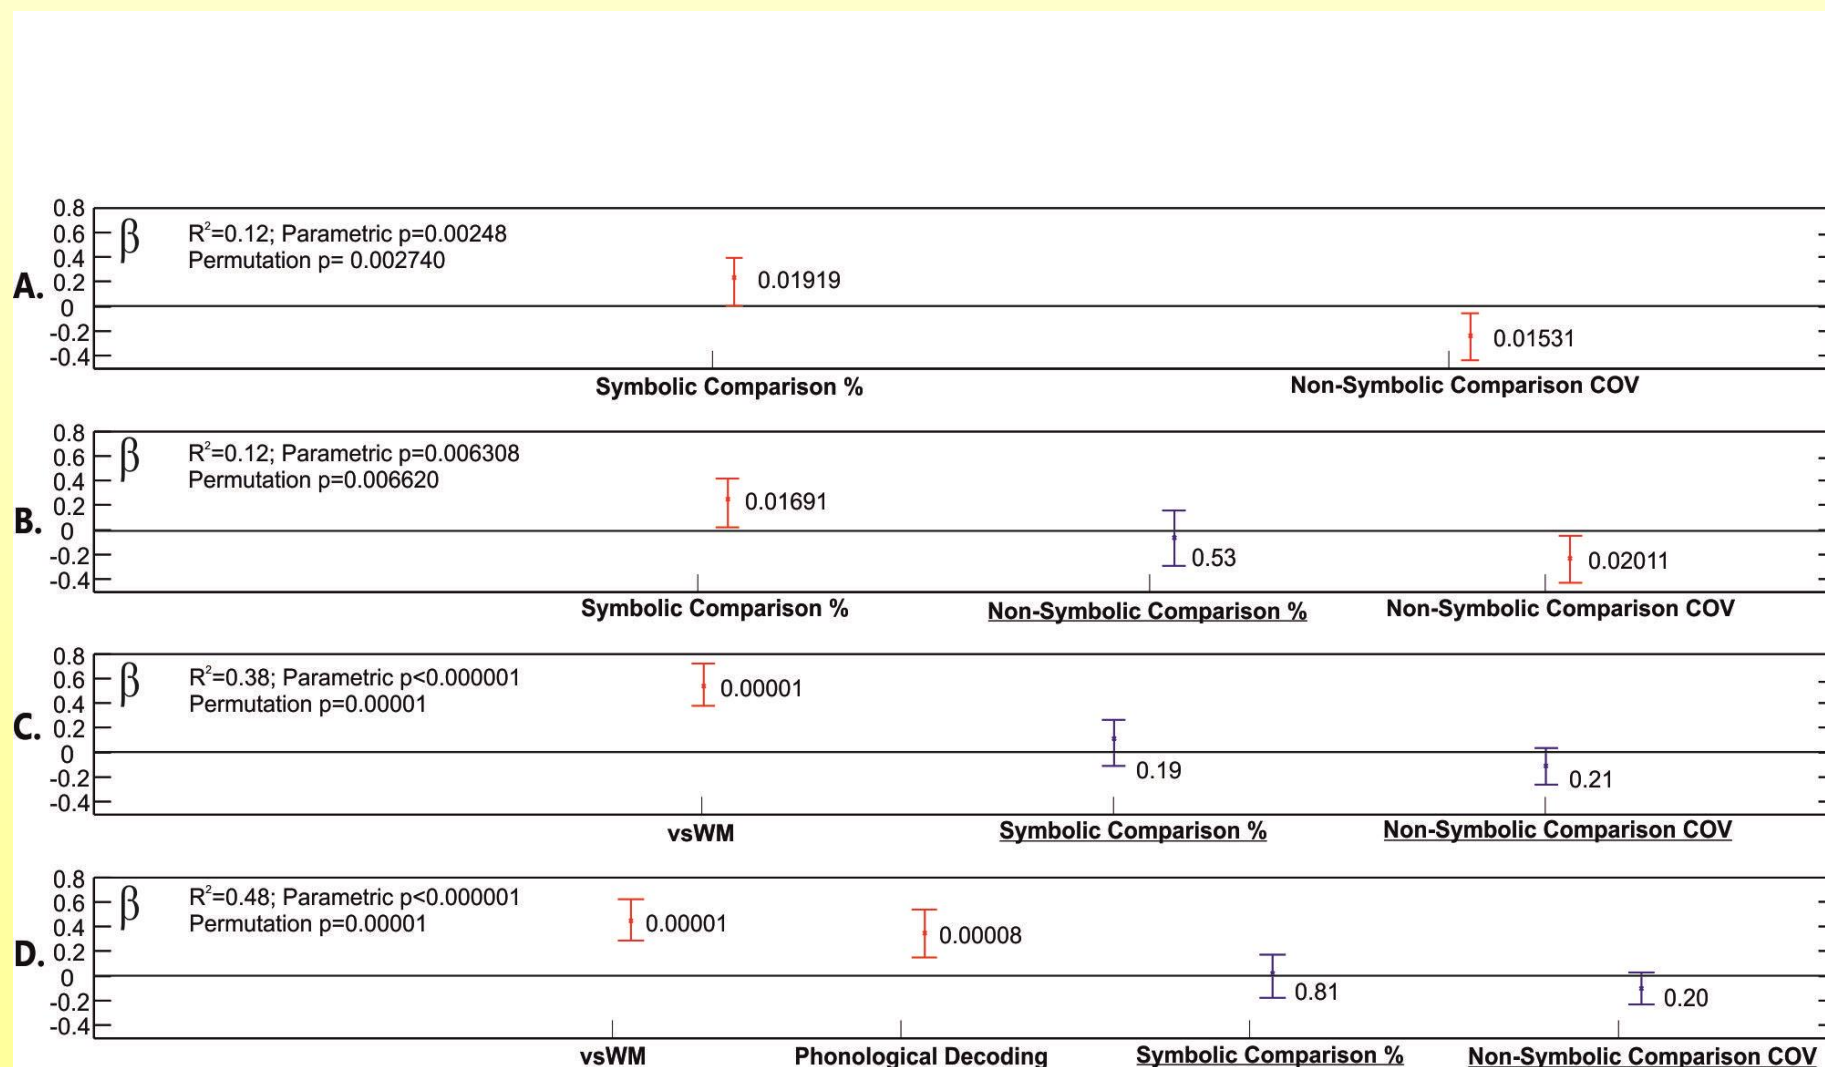 A.
0.8
0.6
0.4
0.2
0
-0.2
-0.4
β
R²=0.12; Parametric p=0.00248
Permutation p= 0.002740
0.01919
0.01531
Symbolic Comparison %
Non-Symbolic Comparison COV
B.
0.8
0.6
0.4
0.2
0
-0.2
-0.4
β
R²=0.12; Parametric p=0.006308
Permutation p=0.006620
0.01691
0.53
0.02011
Symbolic Comparison %
Non-Symbolic Comparison %
Non-Symbolic Comparison COV
C.
0.8
0.6
0.4
0.2
0
-0.2
-0.4
β
R²=0.38; Parametric p<0.000001
Permutation p=0.00001
0.00001
0.19
0.21
vsWM
Symbolic Comparison %
Non-Symbolic Comparison COV
D.
0.8
0.6
0.4
0.2
0
-0.2
-0.4
β
R²=0.48; Parametric p<0.000001
Permutation p=0.00001
0.00001
0.00008
0.81
0.20
vsWM
Phonological Decoding
Symbolic Comparison %
Non-Symbolic Comparison COV